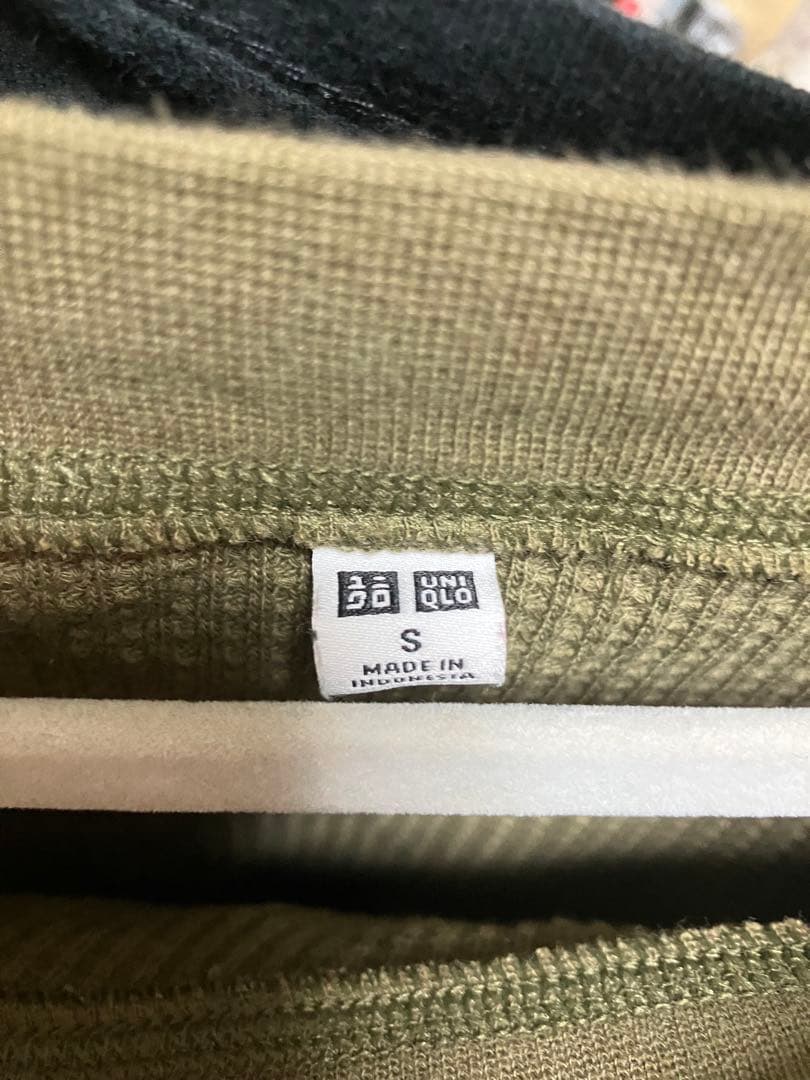 ユニ UNI
クロ QLO
S
MADE IN
INDONESIA